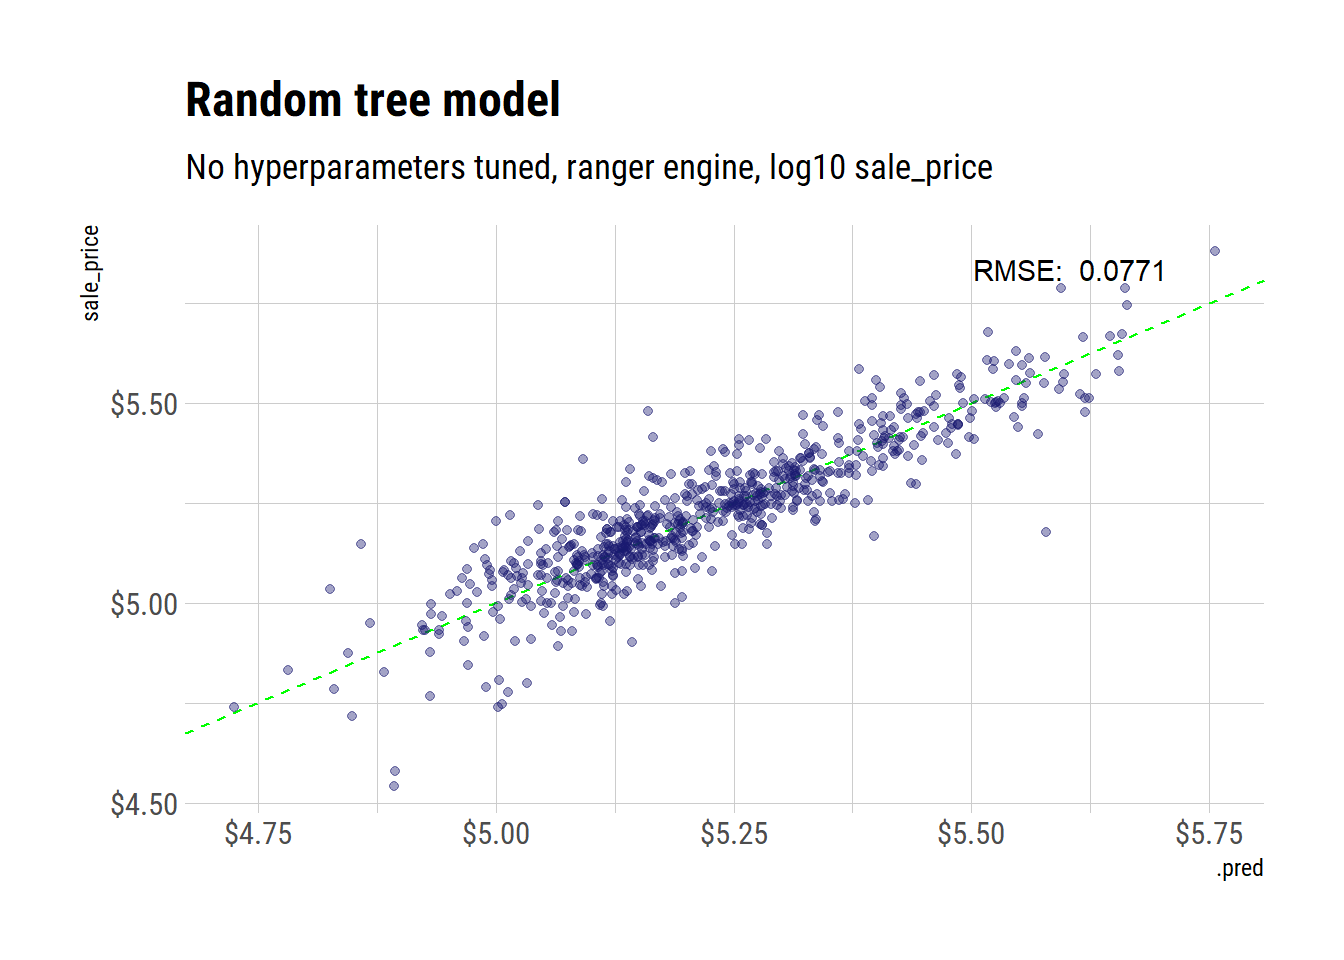 Random tree model
No hyperparameters tuned, ranger engine, log10 sale_price
sale_price
RMSE:  0.0771
$5.50
$5.00
$4.50
$4.75 $5.00 $5.25 $5.50 $5.75
.pred